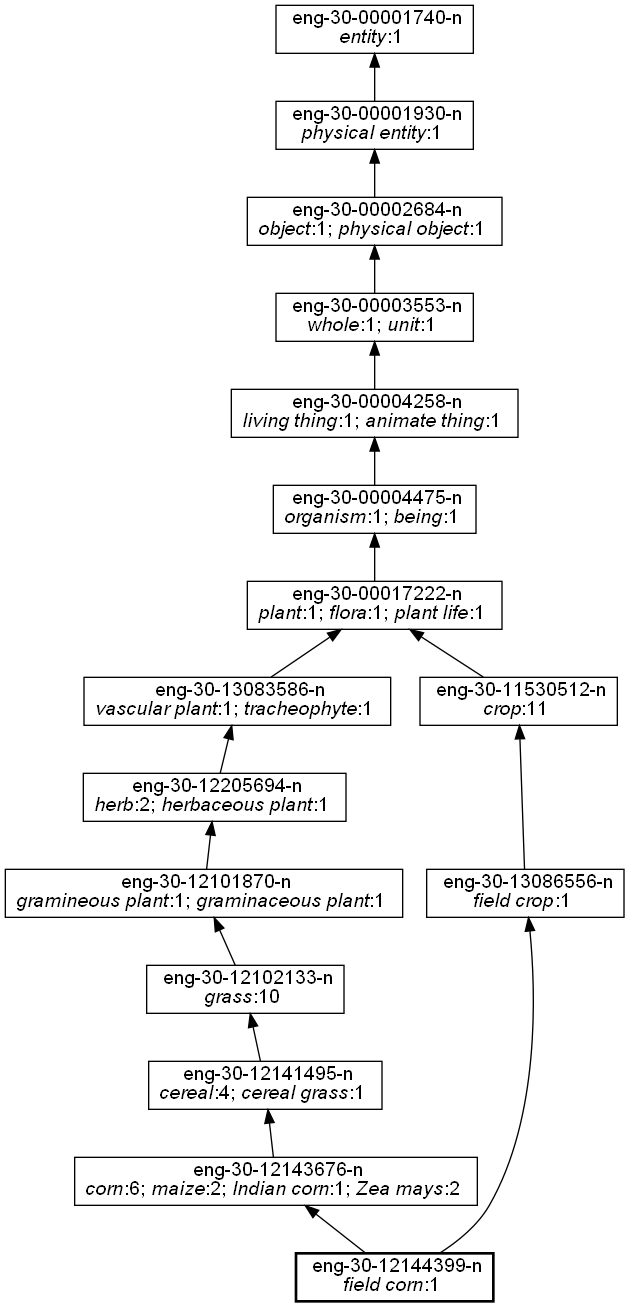 eng-30-00001740-n
entity:1
eng-30-00001930-n
physical entity:1
eng-30-00002684-n
object:1; physical object:1
eng-30-00003553-n
whole:1; unit:1
eng-30-00004258-n
living thing:1; animate thing:1
eng-30-00004475-n
organism:1; being:1
eng-30-00017222-n
plant:1; flora:1; plant life:1
eng-30-13083586-n
vascular plant:1; tracheophyte:1
eng-30-11530512-n
crop:11
eng-30-12205694-n
herb:2; herbaceous plant:1
eng-30-12101870-n
gramineous plant:1; graminaceous plant:1
eng-30-13086556-n
field crop:1
eng-30-12102133-n
grass:10
eng-30-12141495-n
cereal:4; cereal grass:1
eng-30-12143676-n
corn:6; maize:2; Indian corn:1; Zea mays:2
eng-30-12144399-n
field corn:1